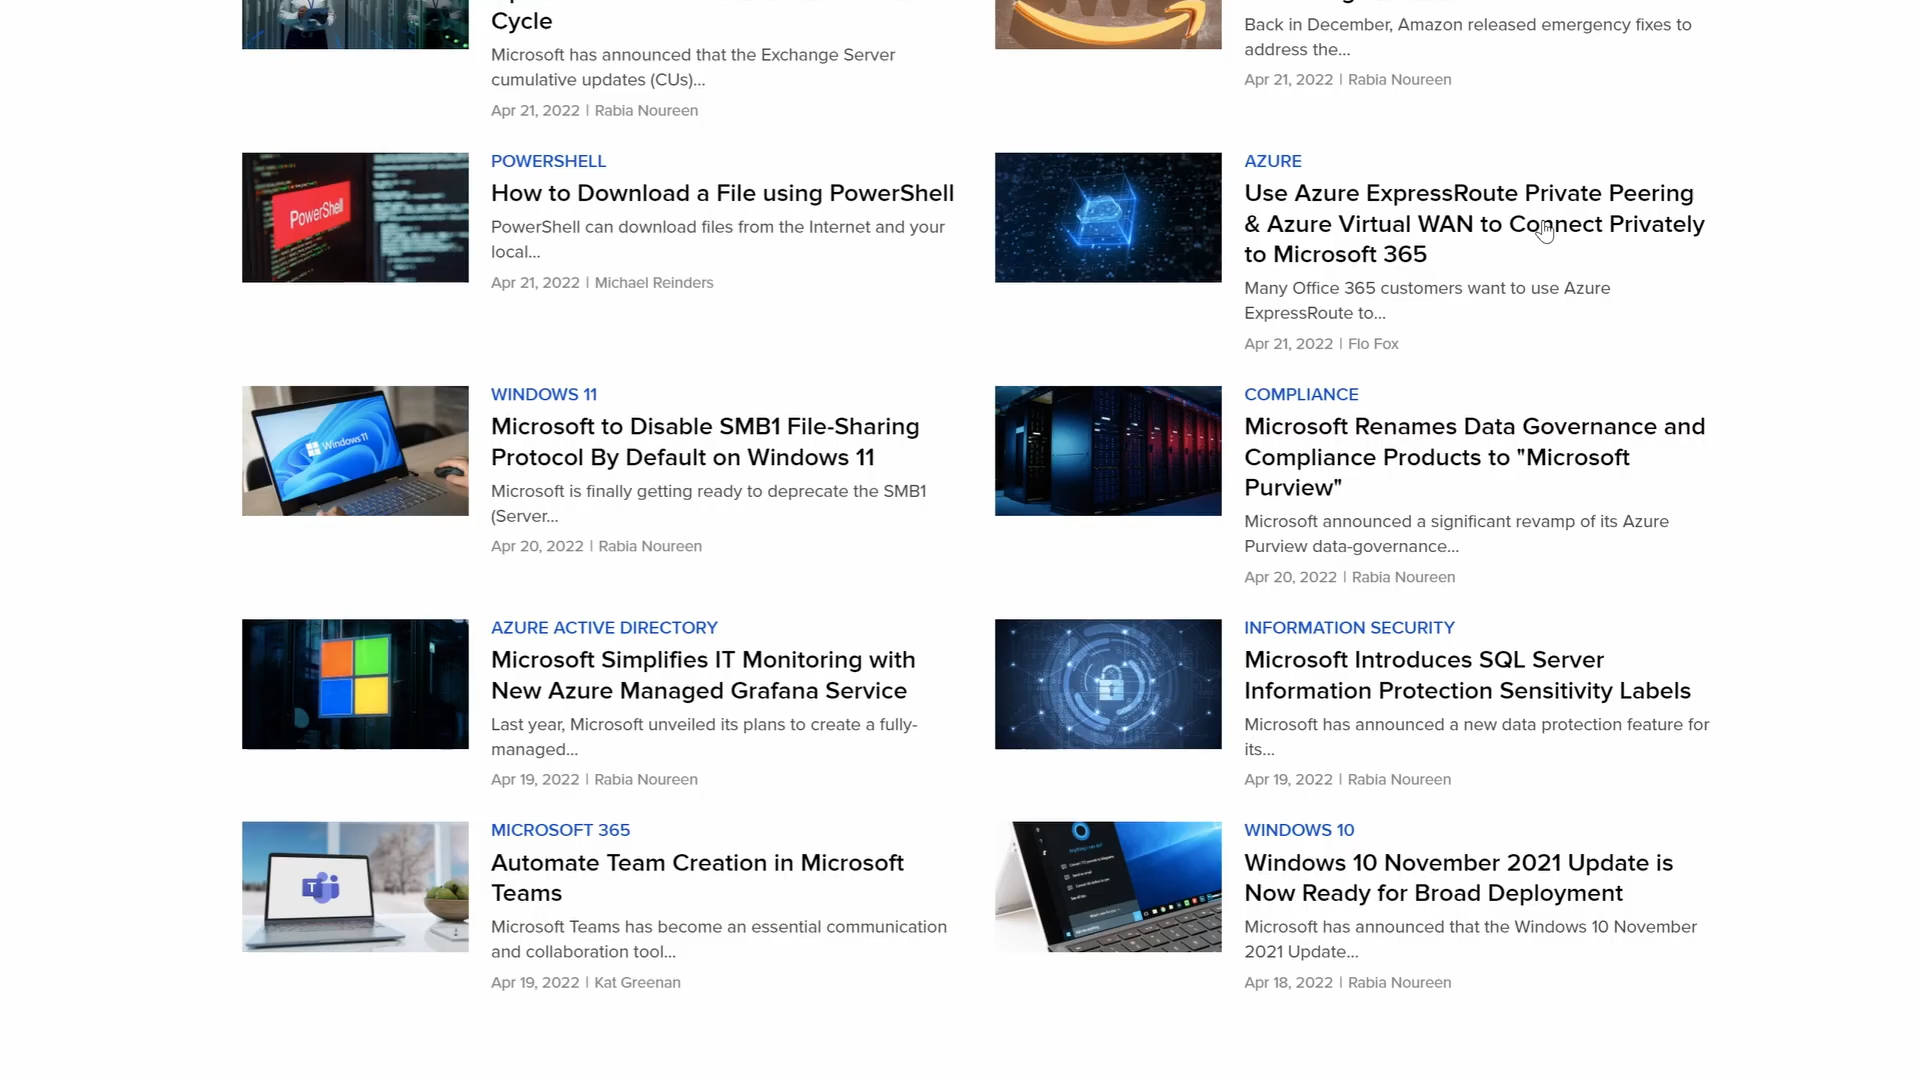 Cycle
Microsoft has announced that the Exchange Server
cumulative updates (CUs)...
Apr 21, 2022 | Rabia Noureen
Back in December, Amazon released emergency fixes to
address the...
Apr 21, 2022 | Rabia Noureen
PowerShell
POWERSHELL
How to Download a File using PowerShell
PowerShell can download files from the Internet and your
local...
Apr 21, 2022 | Michael Reinders
AZURE
Use Azure ExpressRoute Private Peering
& Azure Virtual WAN to Connect Privately
to Microsoft 365
Many Office 365 customers want to use Azure
ExpressRoute to...
Apr 21, 2022 | Flo Fox
Windows 11
WINDOWS 11
Microsoft to Disable SMB1 File-Sharing
Protocol By Default on Windows 11
Microsoft is finally getting ready to deprecate the SMB1
(Server...
Apr 20, 2022 | Rabia Noureen
COMPLIANCE
Microsoft Renames Data Governance and
Compliance Products to "Microsoft
Purview"
Microsoft announced a significant revamp of its Azure
Purview data-governance...
Apr 20, 2022 | Rabia Noureen
AZURE ACTIVE DIRECTORY
Microsoft Simplifies IT Monitoring with
New Azure Managed Grafana Service
Last year, Microsoft unveiled its plans to create a fully-
managed...
Apr 19, 2022 | Rabia Noureen
INFORMATION SECURITY
Microsoft Introduces SQL Server
Information Protection Sensitivity Labels
Microsoft has announced a new data protection feature for
its...
Apr 19, 2022 | Rabia Noureen
T
MICROSOFT 365
Automate Team Creation in Microsoft
Teams
Microsoft Teams has become an essential communication
and collaboration tool...
Apr 19, 2022 | Kat Greenan
WINDOWS 10
Windows 10 November 2021 Update is
Now Ready for Broad Deployment
Microsoft has announced that the Windows 10 November
2021 Update...
Apr 18, 2022 | Rabia Noureen